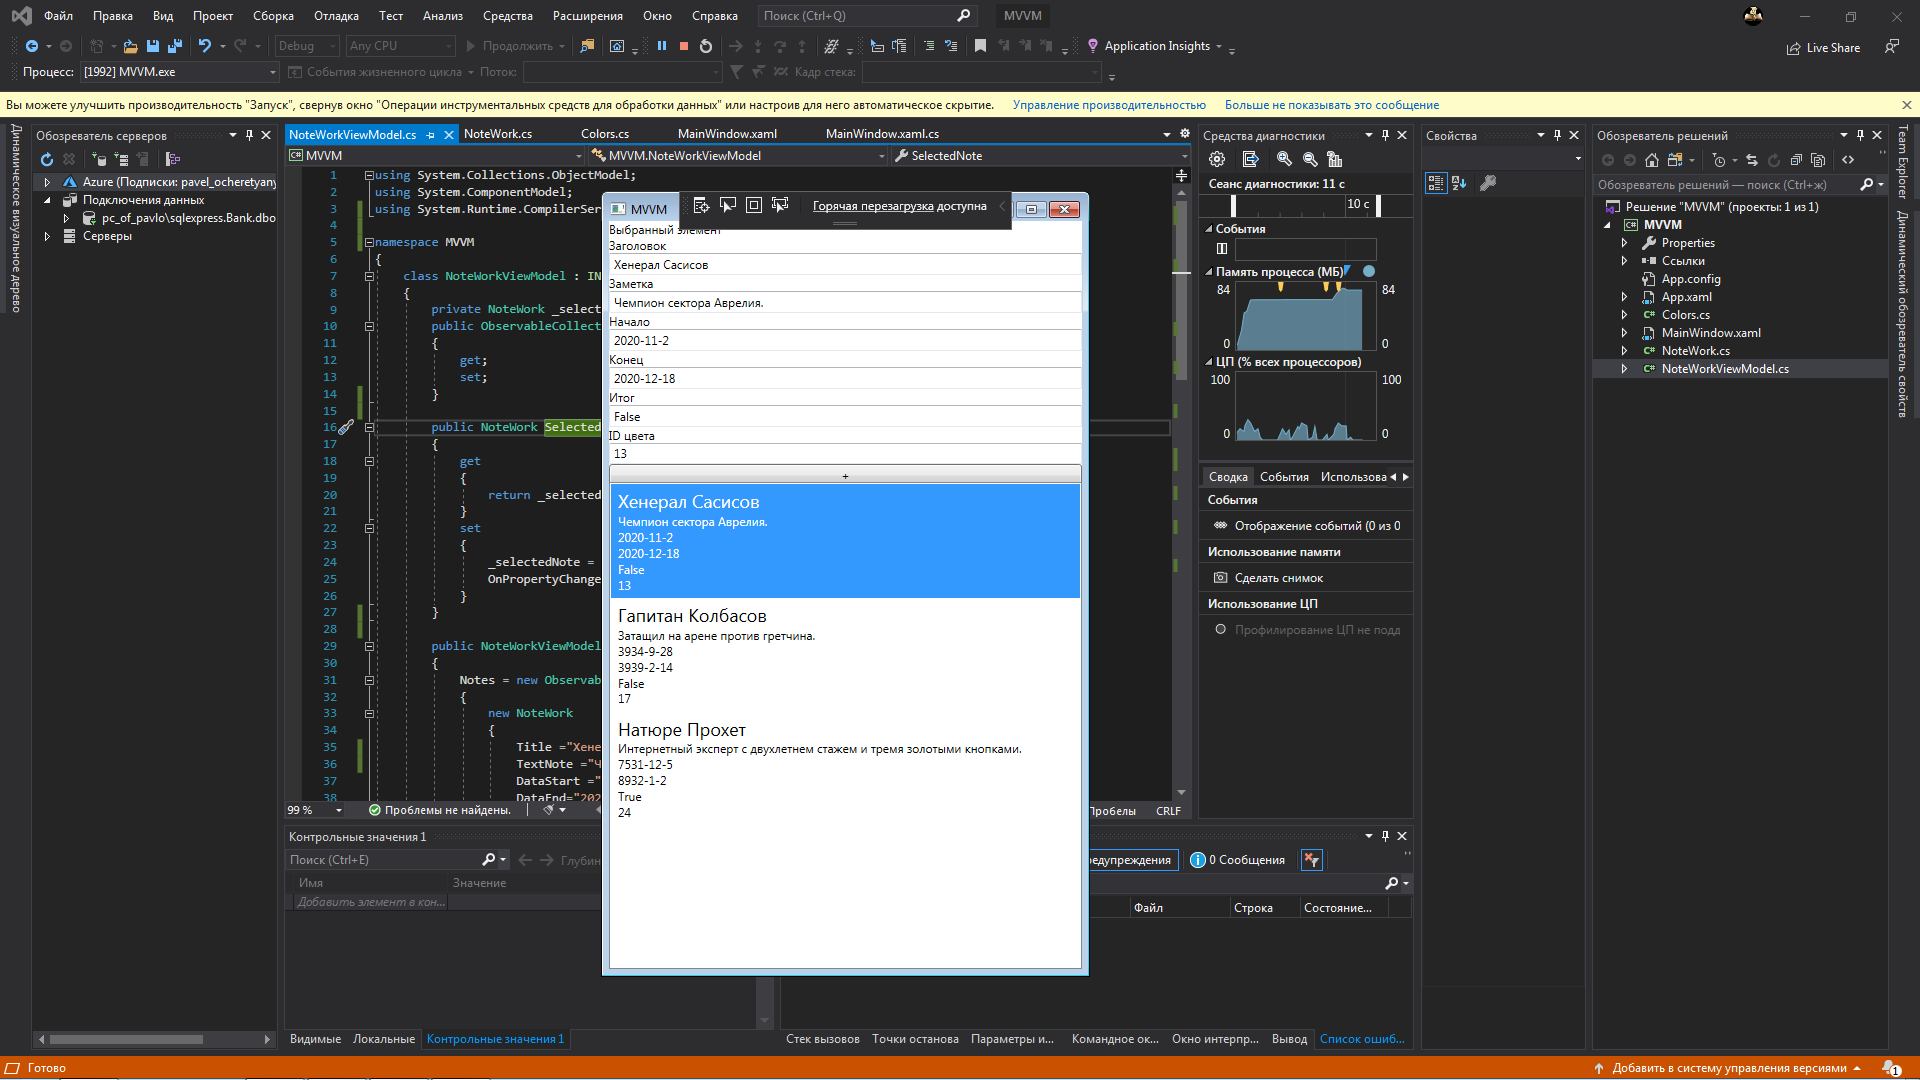 Файл Правка Вид Проект Сборка Отладка Тест Анализ Средства Расширения Окно Справка Поиск (Ctrl+Q) MVVM
Debug Any CPU Продолжить Application Insights Live Share
Процесс: [1992] MVVM.exe События жизненного цикла Поток: Кадр стека:
Вы можете улучшить производительность "Запуск", свернув окно "Операции инструментальных средств для обработки данных" или настроив для него автоматическое скрытие. Управление производительностью Больше не показывать это сообщение
Динамическое визуальное дерево
Обозреватель серверов
Azure (Подписки: pavel_ocheretyany
Подключения данных
pc_of_pavlo\sqlexpress.Bank.dbo
Серверы
NoteWorkViewModel.cs NoteWork.cs Colors.cs MainWindow.xaml MainWindow.xaml.cs
MVVM MVVM.NoteWorkViewModel SelectedNote
1 using System.Collections.ObjectModel;
2 using System.ComponentModel;
3 using System.Runtime.CompilerSer
4
5 namespace MVVM
6 {
7 class NoteWorkViewModel : IN
8 {
9 private NoteWork _select
10 public ObservableCollect
11 {
12 get;
13 set;
14 }
15
16 public NoteWork Selected
17 {
18 get
19 {
20 return _selected
21 }
22 set
23 {
24 _selectedNote =
25 OnPropertyChange
26 }
27 }
28
29 public NoteWorkViewModel
30 {
31 Notes = new Observab
32 {
33 new NoteWork
34 {
35 Title ="Хене
36 TextNote ="Ч
37 DataStart ="
38 DataEnd="202
99 % Проблемы не найдены. Пробелы CRLF
MVVM Горячая перезагрузка доступна
Выбранный элемент
Заголовок
Хенерал Сасисов
Заметка
Чемпион сектора Аврелия.
Начало
2020-11-2
Конец
2020-12-18
Итог
False
ID цвета
13
+
Хенерал Сасисов
Чемпион сектора Аврелия.
2020-11-2
2020-12-18
False
13
Гапитан Колбасов
Затащил на арене против гретчина.
3934-9-28
3939-2-14
False
17
Натюре Прохет
Интернетный эксперт с двухлетнем стажем и тремя золотыми кнопками.
7531-12-5
8932-1-2
True
24
Средства диагностики
Сеанс диагностики: 11 с
10 с
События
Память процесса (МБ)
84 84
0 0
ЦП (% всех процессоров)
100 100
0 0
Сводка События Использова
События
Отображение событий (0 из 0
Использование памяти
Сделать снимок
Использование ЦП
Профилирование ЦП не подд
Свойства
Обозреватель решений
Обозреватель решений — поиск (Ctrl+ж)
Решение "MVVM" (проекты: 1 из 1)
MVVM
Properties
Ссылки
App.config
App.xaml
Colors.cs
MainWindow.xaml
NoteWork.cs
NoteWorkViewModel.cs
Team Explorer
Динамический обозреватель свойств
Контрольные значения 1
Поиск (Ctrl+E) Глубин
Имя Значение
Добавить элемент в кон...
Видимые Локальные Контрольные значения 1
редупреждения 0 Сообщения
Файл Строка Состояние...
Стек вызовов Точки останова Параметры и... Командное ок... Окно интерпр... Вывод Список ошиб...
Готово Добавить в систему управления версиями 1